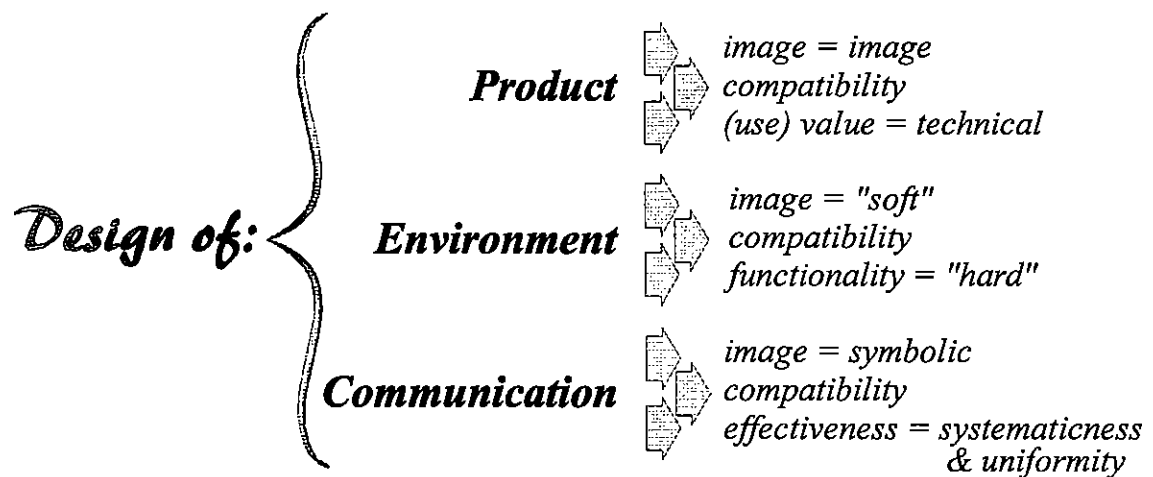 Design of:
Product
image = image
compatibility
(use) value = technical
Environment
image = "soft"
compatibility
functionality = "hard"
Communication
image = symbolic
compatibility
effectiveness = systematicness
& uniformity